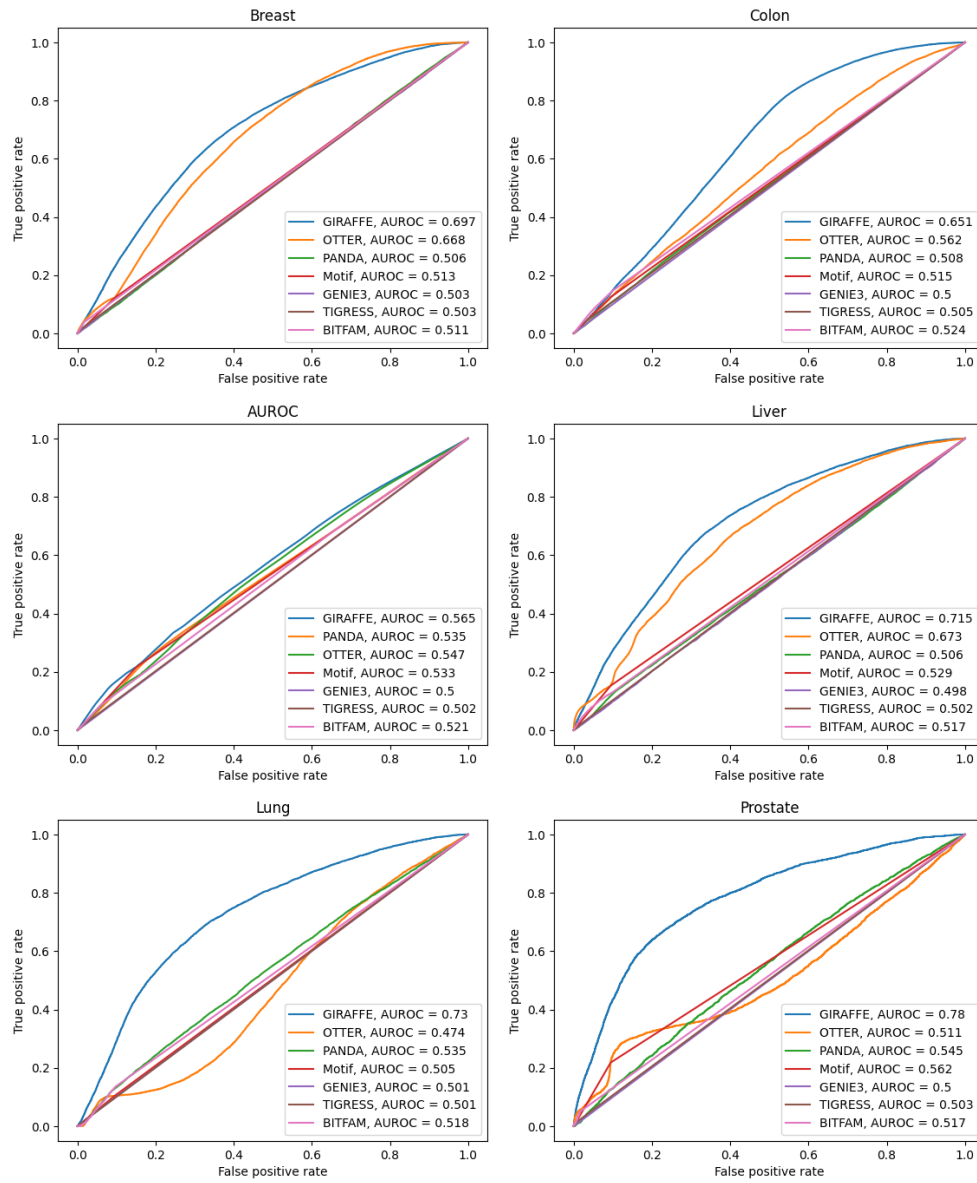 Breast
True positive rate
1.0
0.8
0.6
0.4
0.2
0.0
GIRAFFE, AUROC = 0.697
OTTER, AUROC = 0.668
PANDA, AUROC = 0.506
Motif, AUROC = 0.513
GENIE3, AUROC = 0.503
TIGRESS, AUROC = 0.503
BITFAM, AUROC = 0.511
0.0 0.2 0.4 0.6 0.8 1.0
False positive rate
Colon
True positive rate
1.0
0.8
0.6
0.4
0.2
0.0
GIRAFFE, AUROC = 0.651
OTTER, AUROC = 0.562
PANDA, AUROC = 0.508
Motif, AUROC = 0.515
GENIE3, AUROC = 0.5
TIGRESS, AUROC = 0.505
BITFAM, AUROC = 0.524
0.0 0.2 0.4 0.6 0.8 1.0
False positive rate
AUROC
True positive rate
1.0
0.8
0.6
0.4
0.2
0.0
GIRAFFE, AUROC = 0.565
PANDA, AUROC = 0.535
OTTER, AUROC = 0.547
Motif, AUROC = 0.533
GENIE3, AUROC = 0.5
TIGRESS, AUROC = 0.502
BITFAM, AUROC = 0.521
0.0 0.2 0.4 0.6 0.8 1.0
False positive rate
Liver
True positive rate
1.0
0.8
0.6
0.4
0.2
0.0
GIRAFFE, AUROC = 0.715
OTTER, AUROC = 0.673
PANDA, AUROC = 0.506
Motif, AUROC = 0.529
GENIE3, AUROC = 0.498
TIGRESS, AUROC = 0.502
BITFAM, AUROC = 0.517
0.0 0.2 0.4 0.6 0.8 1.0
False positive rate
Lung
True positive rate
1.0
0.8
0.6
0.4
0.2
0.0
GIRAFFE, AUROC = 0.73
OTTER, AUROC = 0.474
PANDA, AUROC = 0.535
Motif, AUROC = 0.505
GENIE3, AUROC = 0.501
TIGRESS, AUROC = 0.501
BITFAM, AUROC = 0.518
0.0 0.2 0.4 0.6 0.8 1.0
False positive rate
Prostate
True positive rate
1.0
0.8
0.6
0.4
0.2
0.0
GIRAFFE, AUROC = 0.78
OTTER, AUROC = 0.511
PANDA, AUROC = 0.545
Motif, AUROC = 0.562
GENIE3, AUROC = 0.5
TIGRESS, AUROC = 0.503
BITFAM, AUROC = 0.517
0.0 0.2 0.4 0.6 0.8 1.0
False positive rate